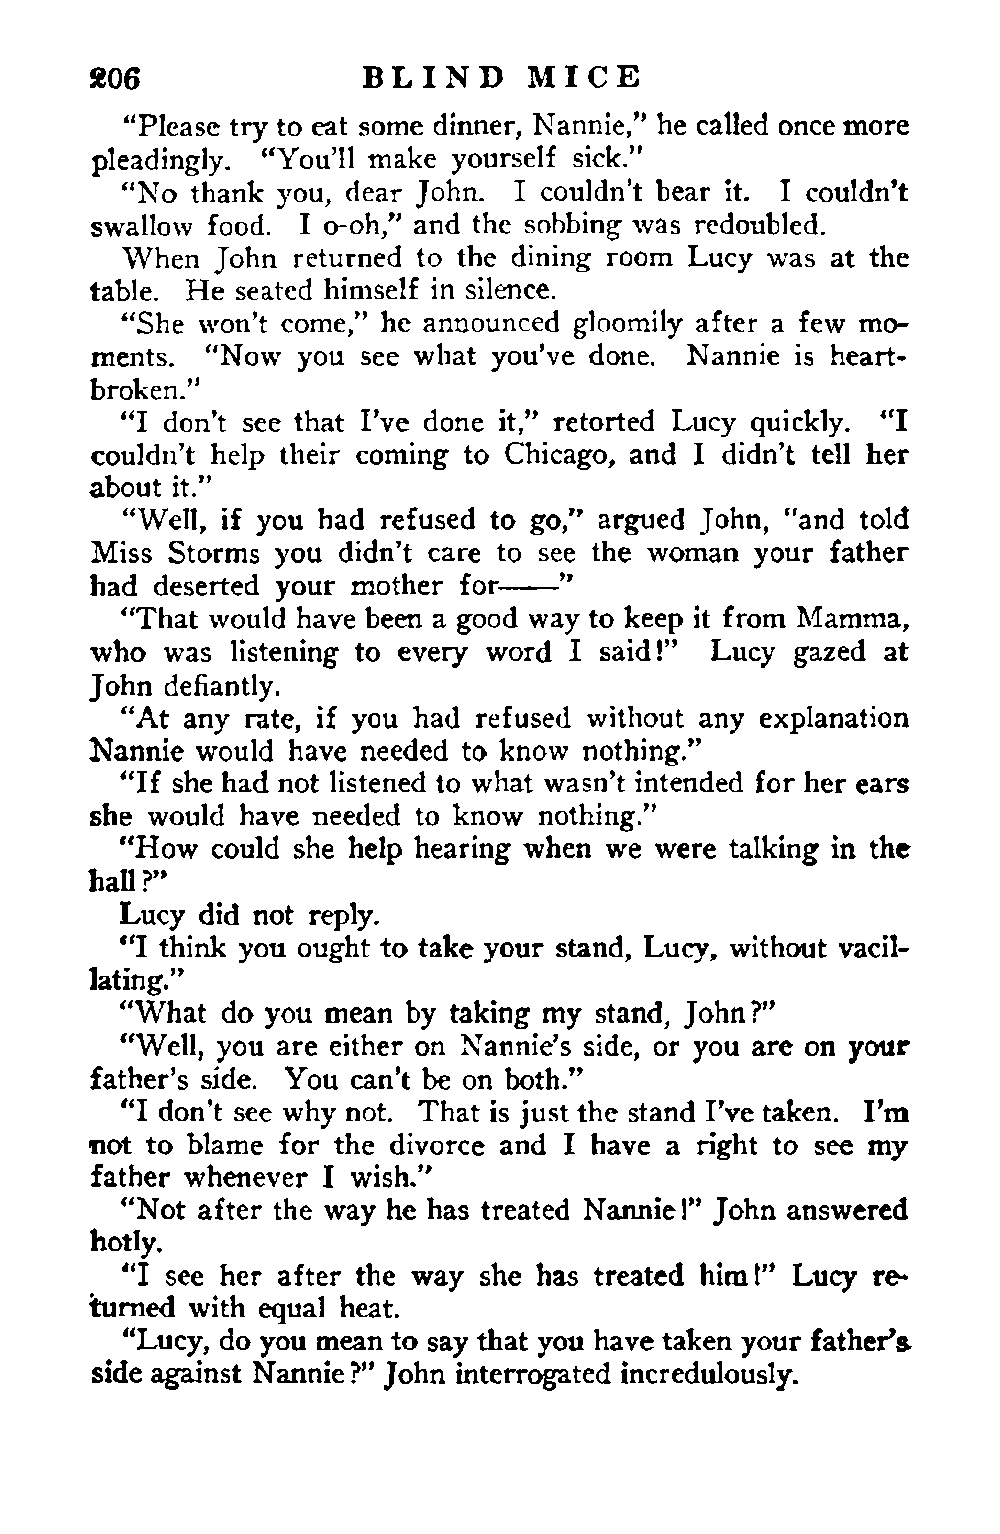 206 BLIND MICE
“Please try to eat some dinner, Nannie,” he called once more
pleadingly. “You’ll make yourself sick.”
“No thank you, dear John. I couldn’t bear it. I couldn’t
swallow food. I o-oh,” and the sobbing was redoubled.
When John returned to the dining room Lucy was at the
table. He seated himself in silence.
“She won’t come,” he announced gloomily after a few mo-
ments. “Now you see what you’ve done. Nannie is heart-
broken.”
“I don’t see that I’ve done it,” retorted Lucy quickly. “I
couldn’t help their coming to Chicago, and I didn’t tell her
about it.”
“Well, if you had refused to go,” argued John, “and told
Miss Storms you didn’t care to see the woman your father
had deserted your mother for——”
“That would have been a good way to keep it from Mamma,
who was listening to every word I said!” Lucy gazed at
John defiantly.
“At any rate, if you had refused without any explanation
Nannie would have needed to know nothing.”
“If she had not listened to what wasn’t intended for her ears
she would have needed to know nothing.”
“How could she help hearing when we were talking in the
hall?”
Lucy did not reply.
“I think you ought to take your stand, Lucy, without vacil-
lating.”
“What do you mean by taking my stand, John?”
“Well, you are either on Nannie’s side, or you are on your
father’s side. You can’t be on both.”
“I don’t see why not. That is just the stand I’ve taken. I’m
not to blame for the divorce and I have a right to see my
father whenever I wish.”
“Not after the way he has treated Nannie!” John answered
hotly.
“I see her after the way she has treated him!” Lucy re-
turned with equal heat.
“Lucy, do you mean to say that you have taken your father’s
side against Nannie?” John interrogated incredulously.